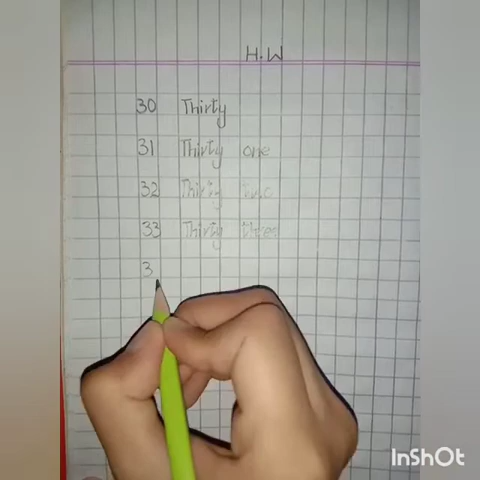 H.W
30 Thirty
31 Thirty one
32 Thirty two
33 Thirty three
3
InShOt